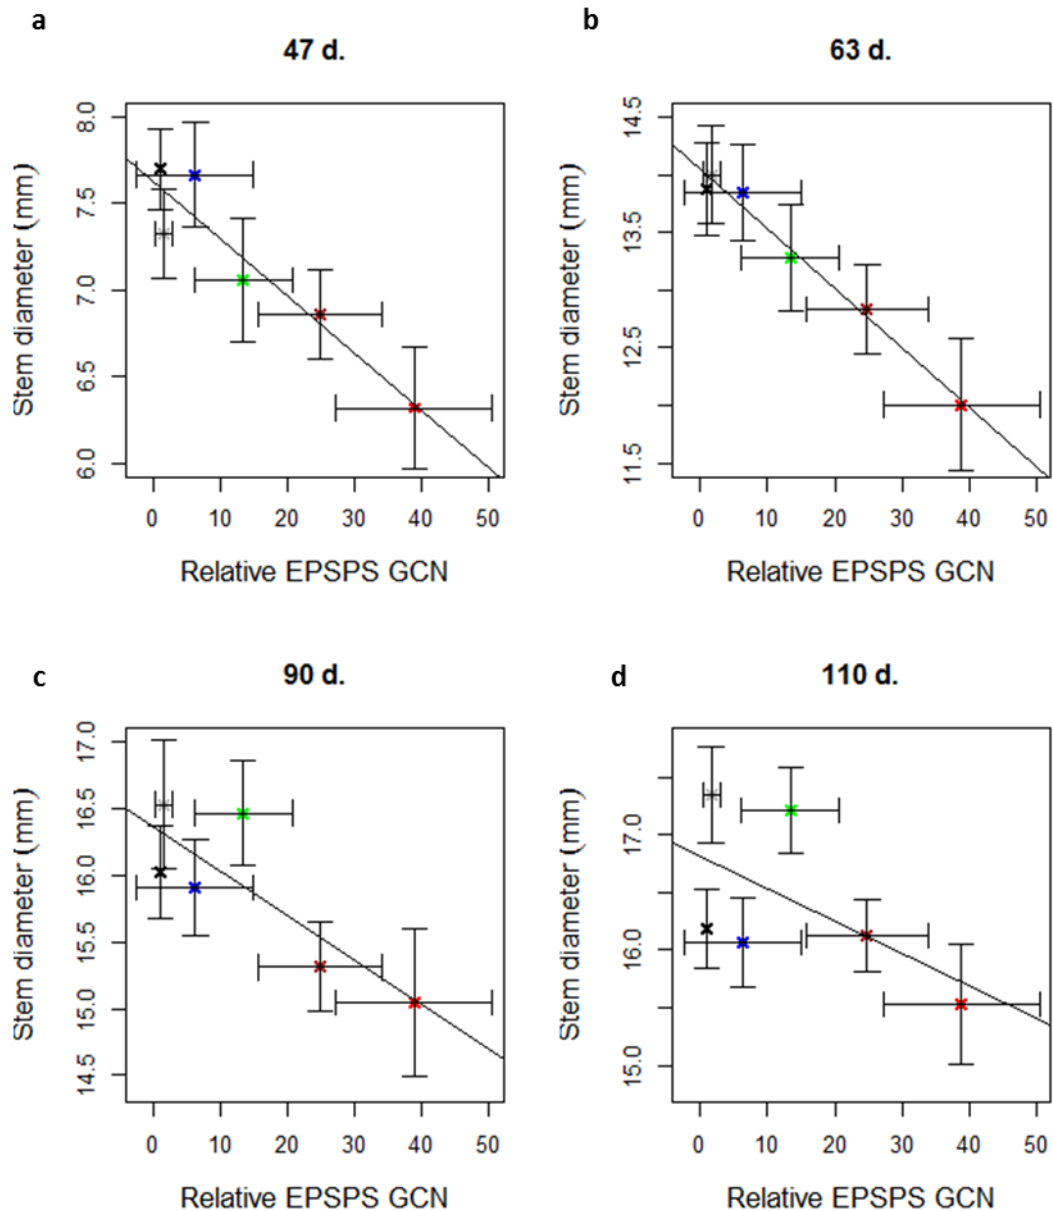 a
47 d.
Stem diameter (mm)
8.0
7.5
7.0
6.5
6.0
0 10 20 30 40 50
Relative EPSPS GCN
b
63 d.
Stem diameter (mm)
14.5
13.5
12.5
11.5
0 10 20 30 40 50
Relative EPSPS GCN
c
90 d.
Stem diameter (mm)
17.0
16.5
16.0
15.5
15.0
14.5
0 10 20 30 40 50
Relative EPSPS GCN
d
110 d.
Stem diameter (mm)
17.0
16.0
15.0
0 10 20 30 40 50
Relative EPSPS GCN